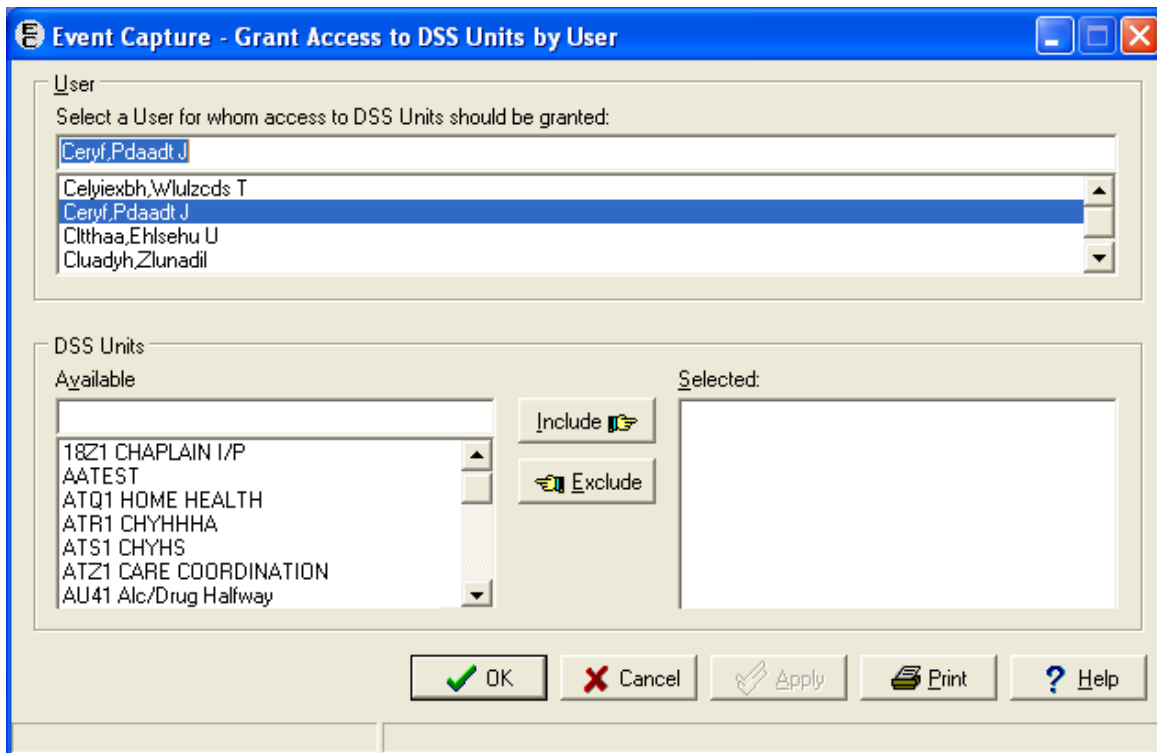 Event Capture - Grant Access to DSS Units by User
User
Select a User for whom access to DSS Units should be granted:
Ceryf,Pdaadt J
Celyiexbh,Wlulzcds T
Ceryf,Pdaadt J
Cltthaa,Ehlsehu U
Cluadyh,Zlunadil
DSS Units
Available
Selected:
Include
Exclude
18Z1 CHAPLAIN I/P
AATEST
ATQ1 HOME HEALTH
ATR1 CHYHHHA
ATS1 CHYHS
ATZ1 CARE COORDINATION
AU41 Alc/Drug Halfway
OK
Cancel
Apply
Print
Help